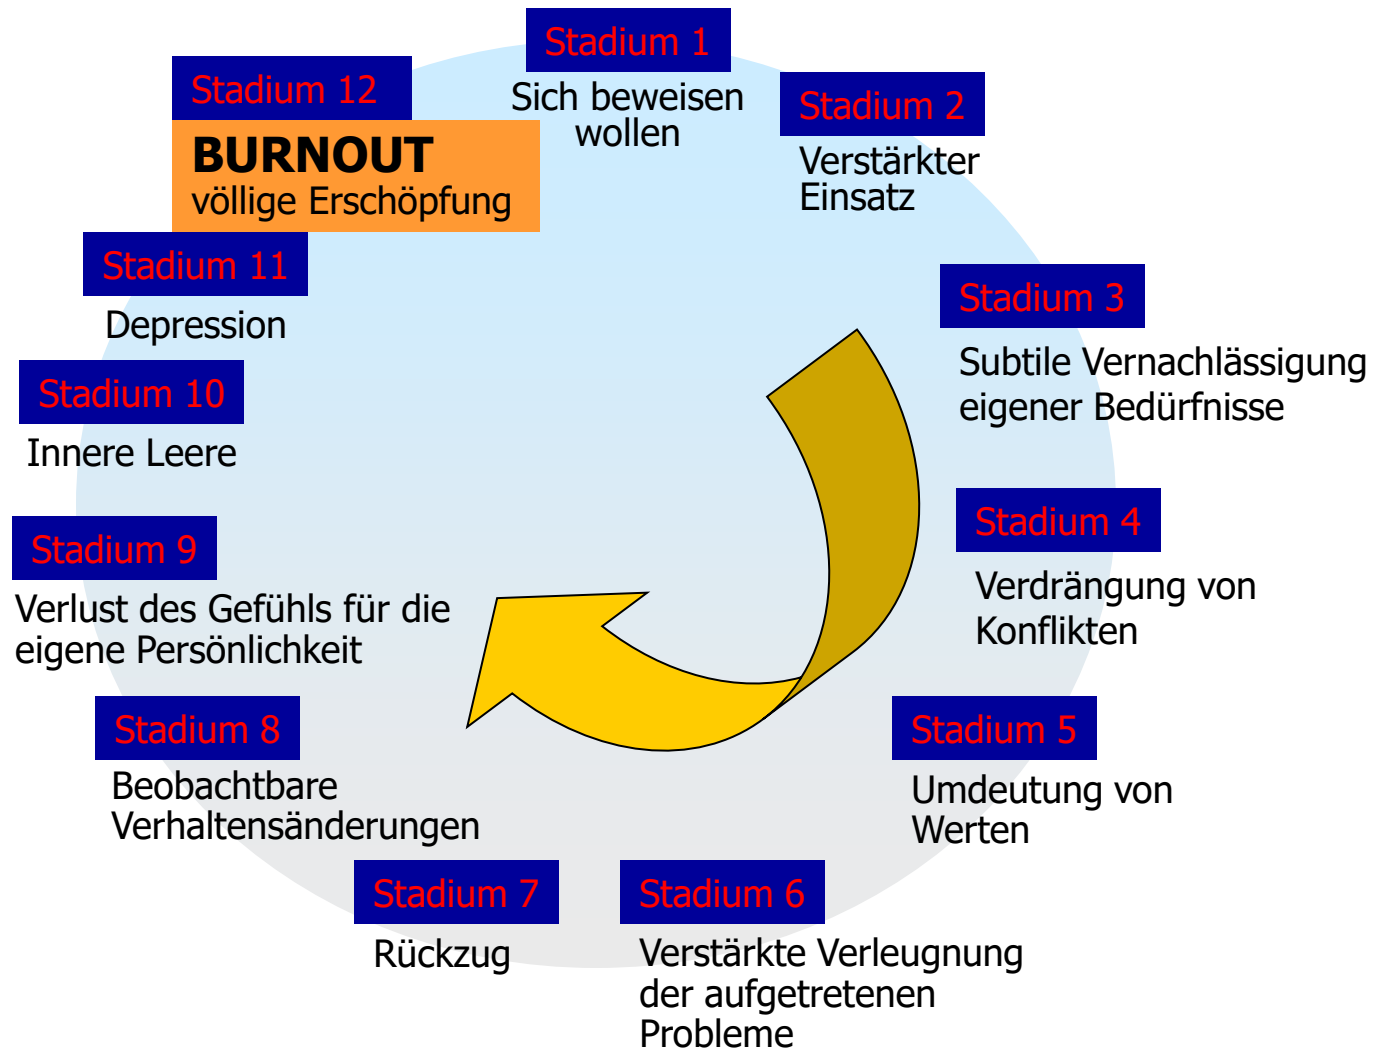 Stadium 1
Sich beweisen
wollen
Stadium 2
Verstärkter
Einsatz
Stadium 3
Subtile Vernachlässigung
eigener Bedürfnisse
Stadium 4
Verdrängung von
Konflikten
Stadium 5
Umdeutung von
Werten
Stadium 6
Verstärkte Verleugnung
der aufgetretenen
Probleme
Stadium 7
Rückzug
Stadium 8
Beobachtbare
Verhaltensänderungen
Stadium 9
Verlust des Gefühls für die
eigene Persönlichkeit
Stadium 10
Innere Leere
Stadium 11
Depression
Stadium 12
BURNOUT
völlige Erschöpfung